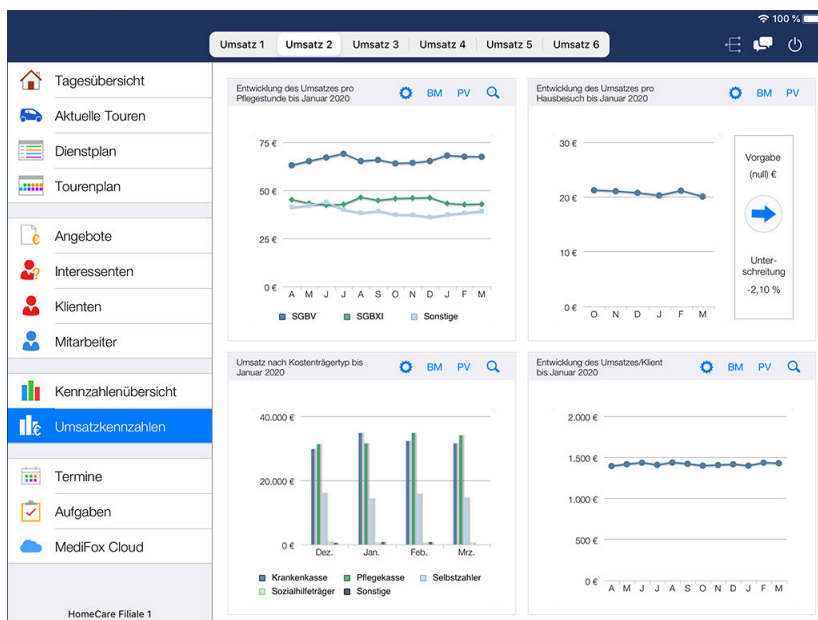 100 %
Umsatz 1 Umsatz 2 Umsatz 3 Umsatz 4 Umsatz 5 Umsatz 6
Tagesübersicht
Aktuelle Touren
Dienstplan
Tourenplan
Angebote
Interessenten
Klienten
Mitarbeiter
Kennzahlenübersicht
Umsatzkennzahlen
Termine
Aufgaben
MediFox Cloud
HomeCare Filiale 1
Entwicklung des Umsatzes pro
Pflegestunde bis Januar 2020
BM PV
75 €
50 €
25 €
0 €
A M J J A S O N D J F M
SGBV SGBXI Sonstige
Entwicklung des Umsatzes pro
Hausbesuch bis Januar 2020
BM PV
30 €
20 €
10 €
0 €
O N D J F M
Vorgabe
(null) €
Unter-
schreitung
-2,10 %
Umsatz nach Kostenträgertyp bis
Januar 2020
BM PV
40.000 €
20.000 €
0 €
Dez. Jan. Feb. Mrz.
Krankenkasse Pflegekasse Selbstzahler
Sozialhilfeträger Sonstige
Entwicklung des Umsatzes/Klient
bis Januar 2020
BM PV
2.000 €
1.500 €
1.000 €
500 €
0 €
A M J J A S O N D J F M